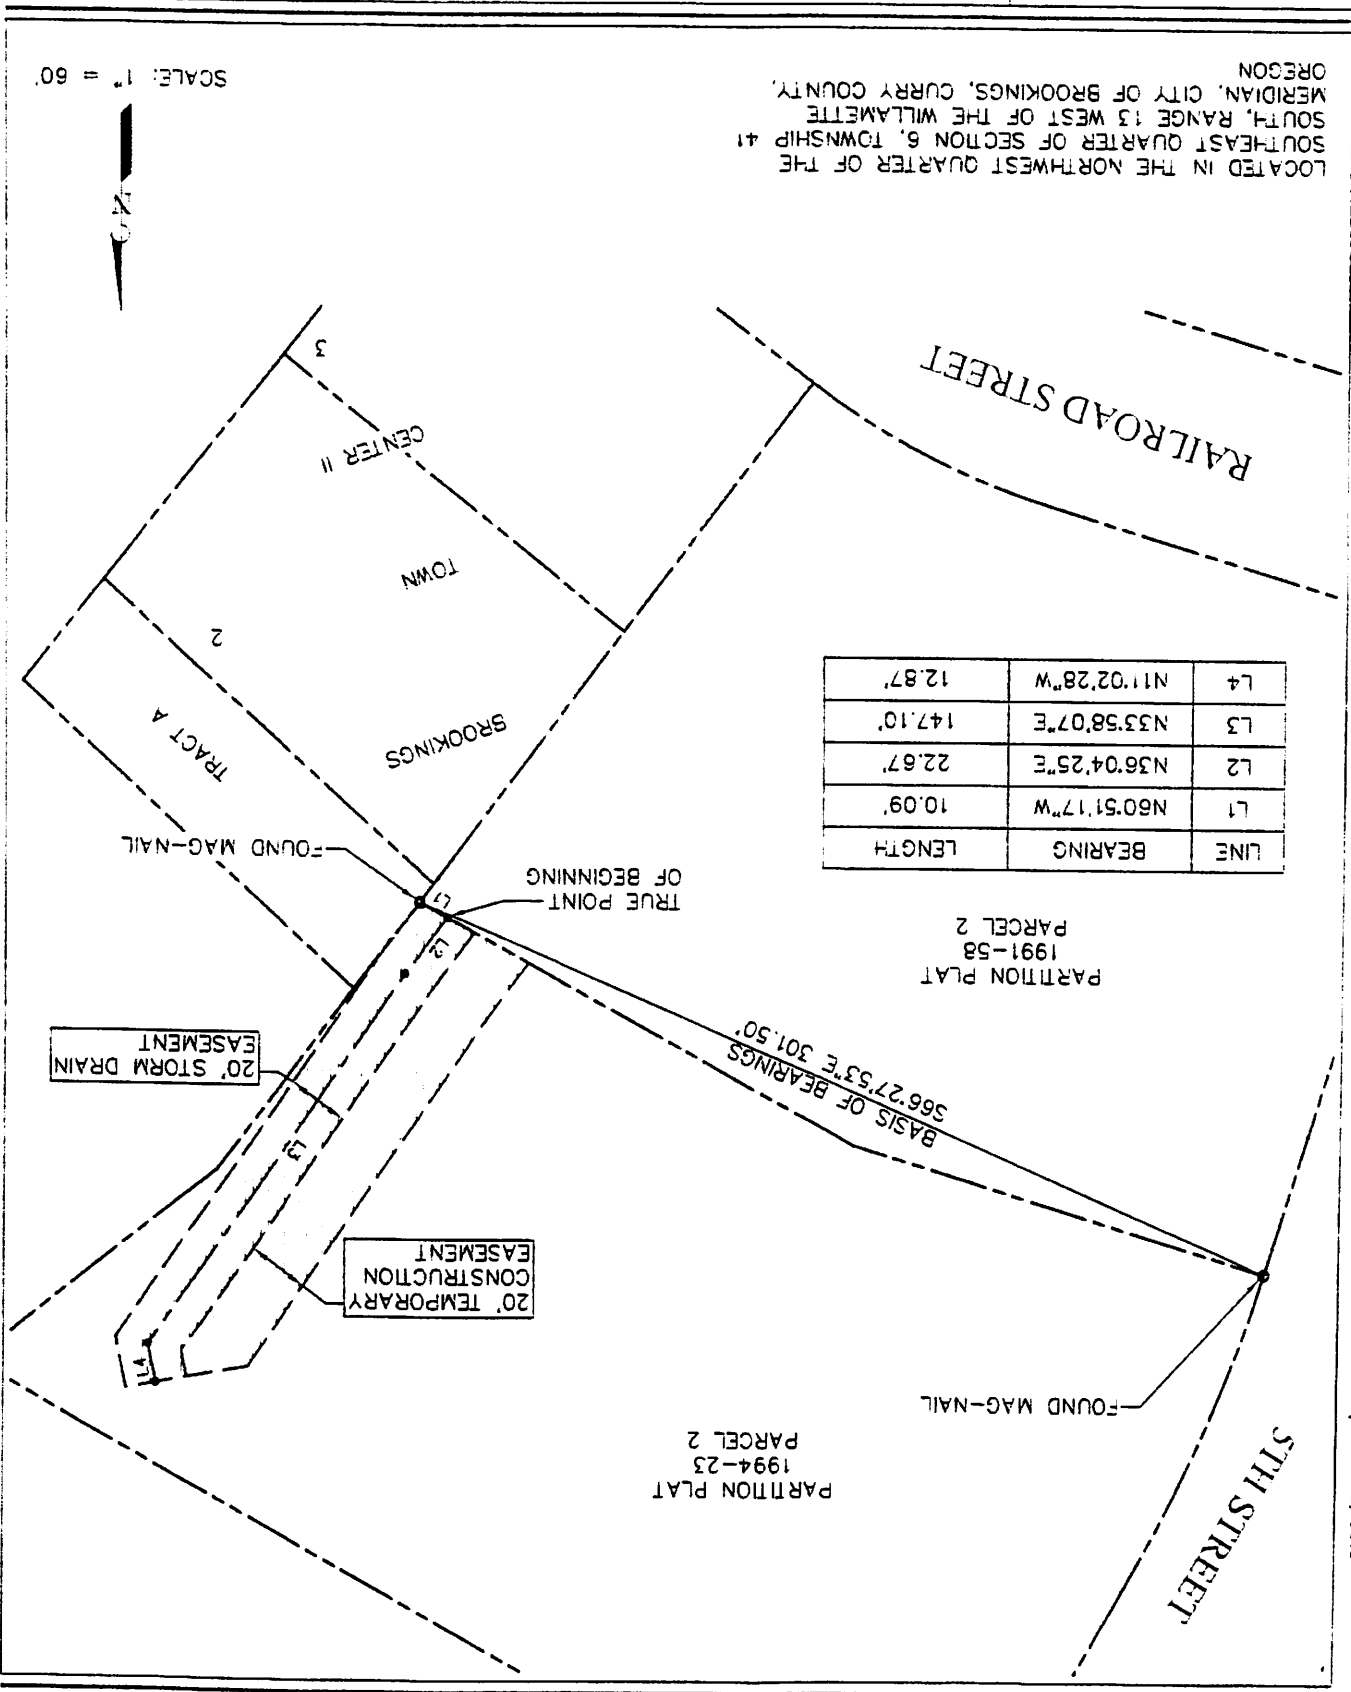 5TH STREET
PARTITION PLAT
1994-23
PARCEL 2
FOUND MAG-NAIL
20' TEMPORARY
CONSTRUCTION
EASEMENT
L4
L3
20' STORM DRAIN
EASEMENT
BASIS OF BEARINGS
S66°27'53"E 301.50'
PARTITION PLAT
1991-58
PARCEL 2
L2
L1
TRUE POINT
OF BEGINNING
FOUND MAG-NAIL
LINE BEARING LENGTH
L1 N60°51'17"W 10.09'
L2 N36°04'25"E 22.67'
L3 N33°58'07"E 147.10'
L4 N11°02'28"W 12.87'
TRACT A
BROOKINGS
2
TOWN
CENTER II
3
RAILROAD STREET
N
LOCATED IN THE NORTHWEST QUARTER OF THE
SOUTHEAST QUARTER OF SECTION 6, TOWNSHIP 41
SOUTH, RANGE 13 WEST OF THE WILLAMETTE
MERIDIAN, CITY OF BROOKINGS, CURRY COUNTY,
OREGON
SCALE: 1" = 60'